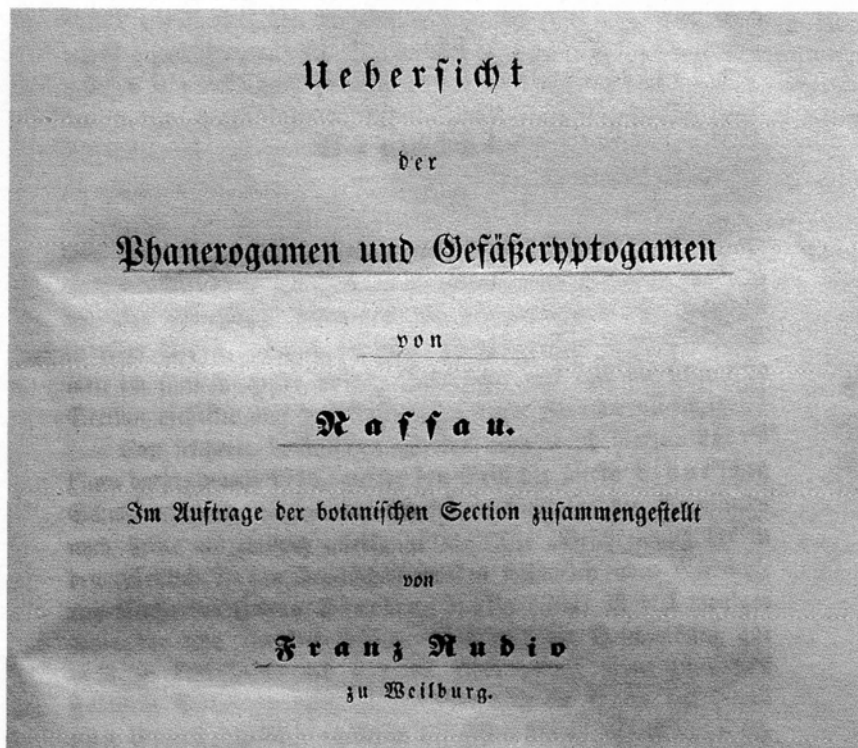 Ueberſicht
der
Phanerogamen und Gefäßcryptogamen
von
Naſſau.
Im Auftrage der botaniſchen Section zuſammengeſtellt
von
Franz Rudio
zu Weilburg.